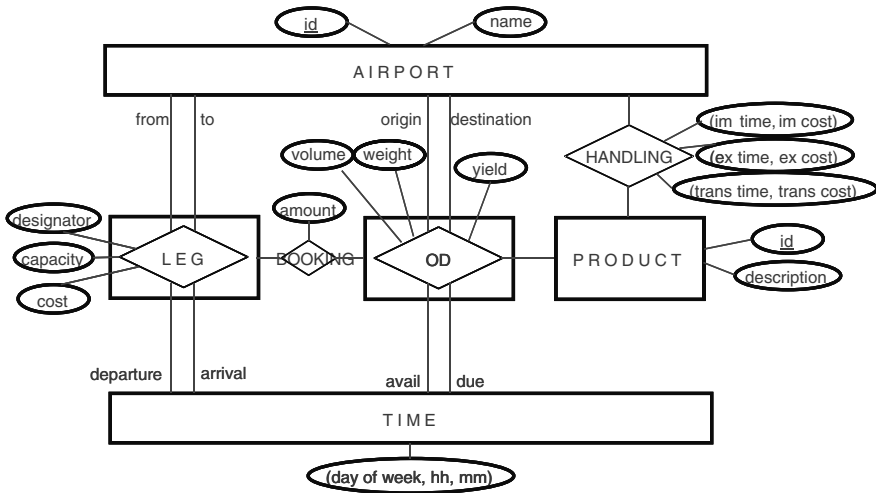 id
name
AIRPORT
from
to
origin
destination
(im time, im cost)
HANDLING
(ex time, ex cost)
(trans time, trans cost)
volume
weight
yield
amount
designator
capacity
cost
LEG
BOOKING
OD
PRODUCT
id
description
departure
arrival
avail
due
TIME
(day of week, hh, mm)